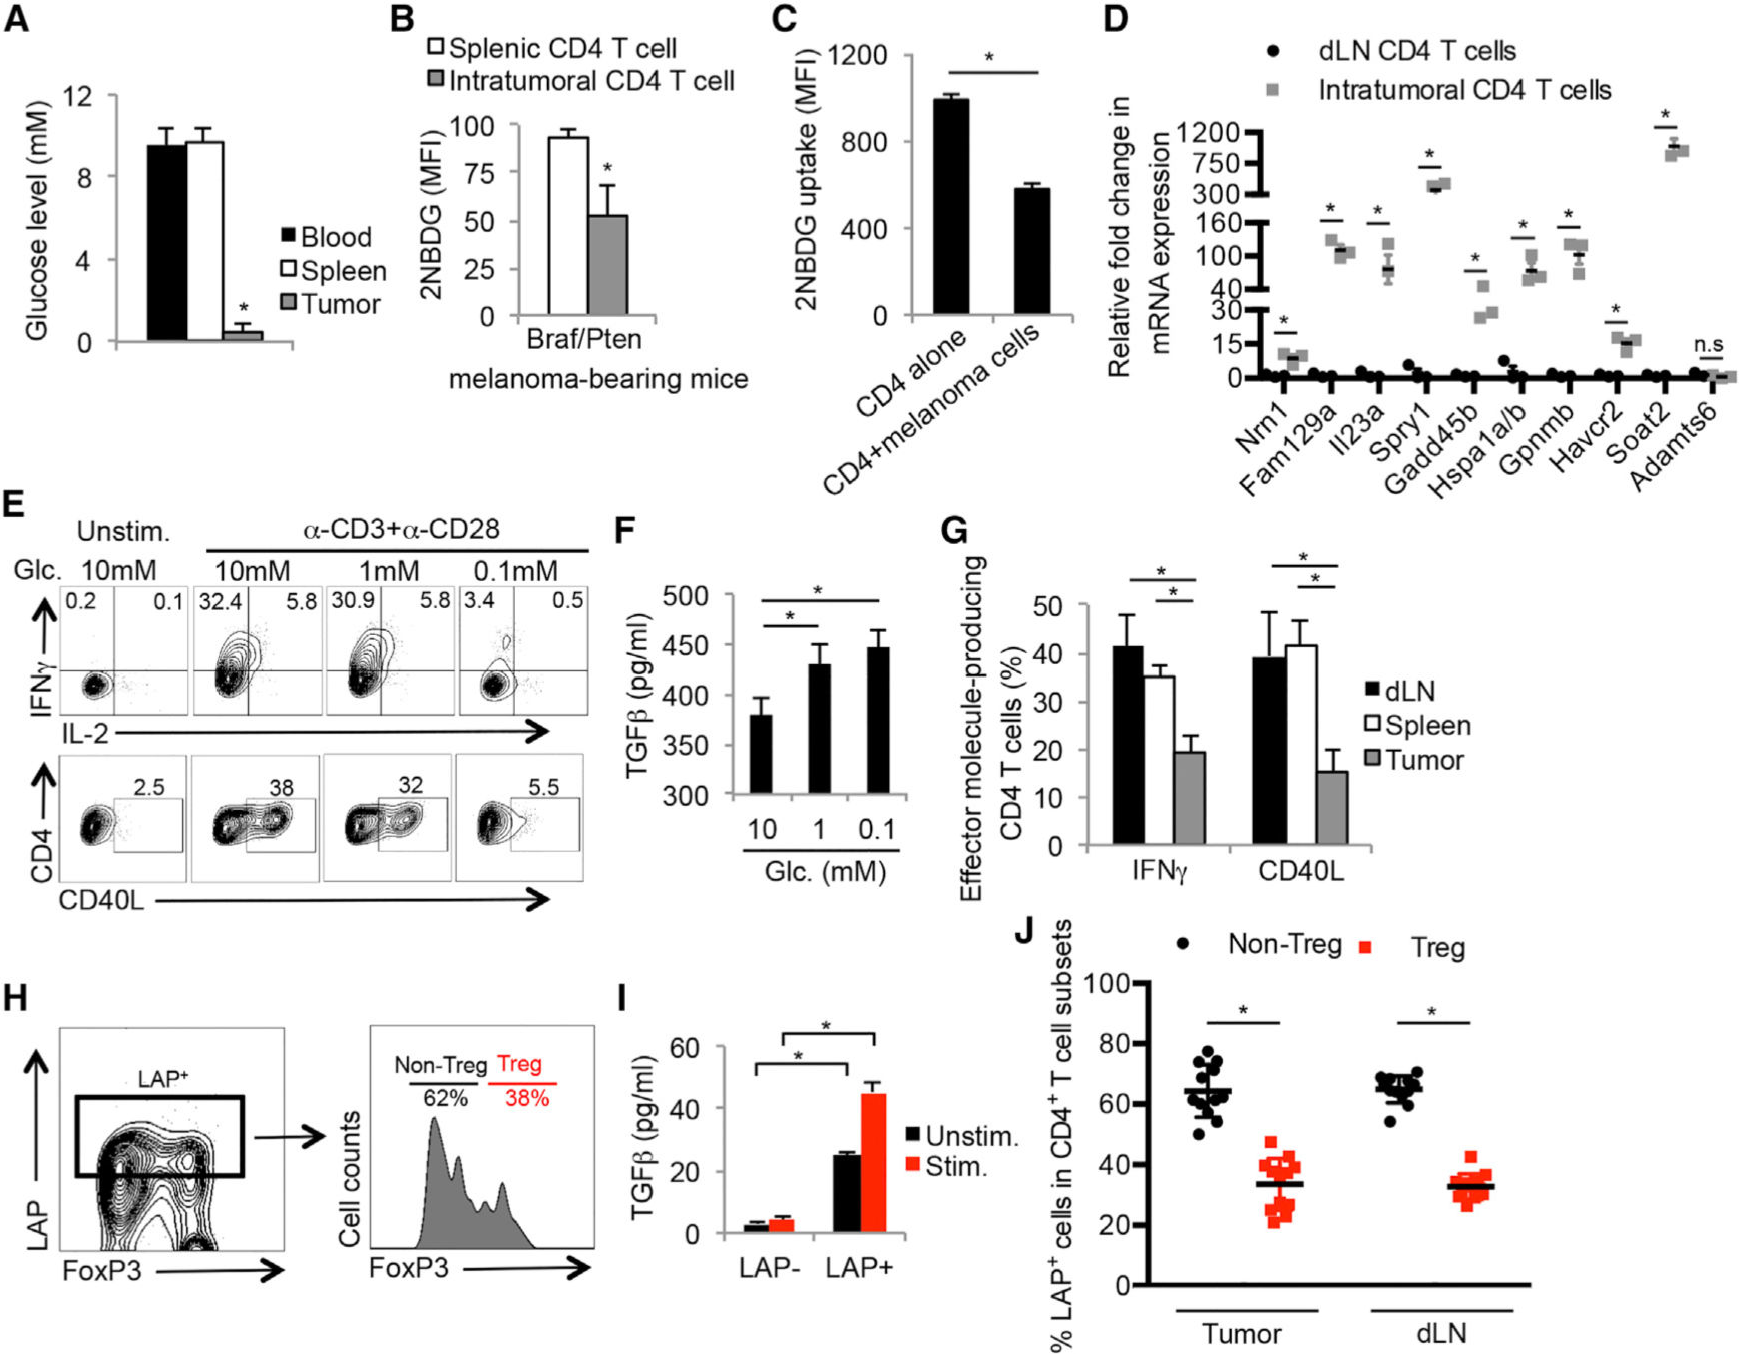 A
Glucose level (mM)
12
8
4
0
*
Blood
Spleen
Tumor
B
Splenic CD4 T cell
Intratumoral CD4 T cell
2NBDG (MFI)
100
75
50
25
0
*
Braf/Pten
melanoma-bearing mice
C
2NBDG uptake (MFI)
1200
800
400
0
*
CD4 alone
CD4+melanoma cells
D
dLN CD4 T cells
Intratumoral CD4 T cells
Relative fold change in
mRNA expression
1200
750
300
160
100
40
30
15
0
* * * * * * * * * n.s
Nrn1
Fam129a
Il23a
Spry1
Gadd45b
Hspa1a/b
Gpnmb
Havcr2
Soat2
Adamts6
E
Unstim. α-CD3+α-CD28
Glc. 10mM 10mM 1mM 0.1mM
0.2 0.1 32.4 5.8 30.9 5.8 3.4 0.5
IFNγ
IL-2
2.5 38 32 5.5
CD4
CD40L
F
TGFβ (pg/ml)
500
450
400
350
300
*
*
10 1 0.1
Glc. (mM)
G
Effector molecule-producing
CD4 T cells (%)
50
40
30
20
10
0
* *
* *
IFNγ CD40L
dLN
Spleen
Tumor
H
LAP⁺
LAP
FoxP3
Non-Treg Treg
62% 38%
Cell counts
FoxP3
I
TGFβ (pg/ml)
60
40
20
0
*
*
LAP- LAP+
Unstim.
Stim.
J
Non-Treg Treg
% LAP⁺ cells in CD4⁺ T cell subsets
100
80
60
40
20
0
* *
Tumor dLN